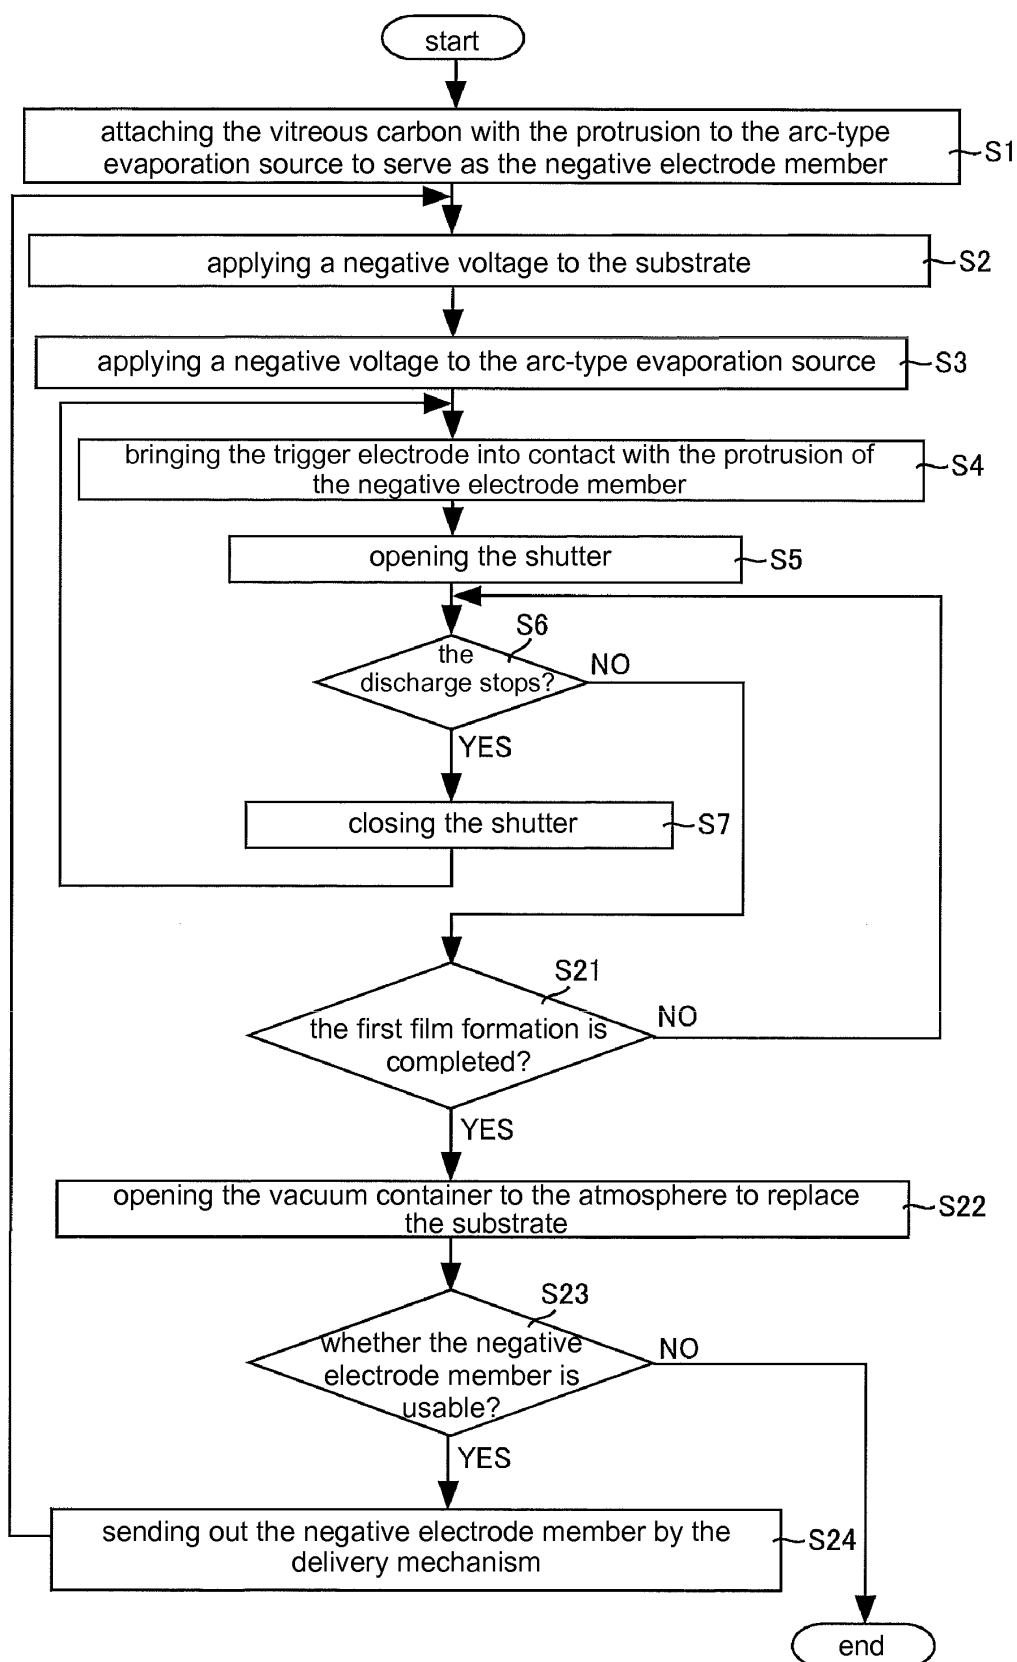 start
attaching the vitreous carbon with the protrusion to the arc-type
evaporation source to serve as the negative electrode member
S1
applying a negative voltage to the substrate
S2
applying a negative voltage to the arc-type evaporation source
S3
bringing the trigger electrode into contact with the protrusion of
the negative electrode member
S4
opening the shutter
S5
S6
the
discharge stops?
NO
YES
closing the shutter
S7
S21
the first film formation is
completed?
NO
YES
opening the vacuum container to the atmosphere to replace
the substrate
S22
S23
whether the negative
electrode member is
usable?
NO
YES
sending out the negative electrode member by the
delivery mechanism
S24
end